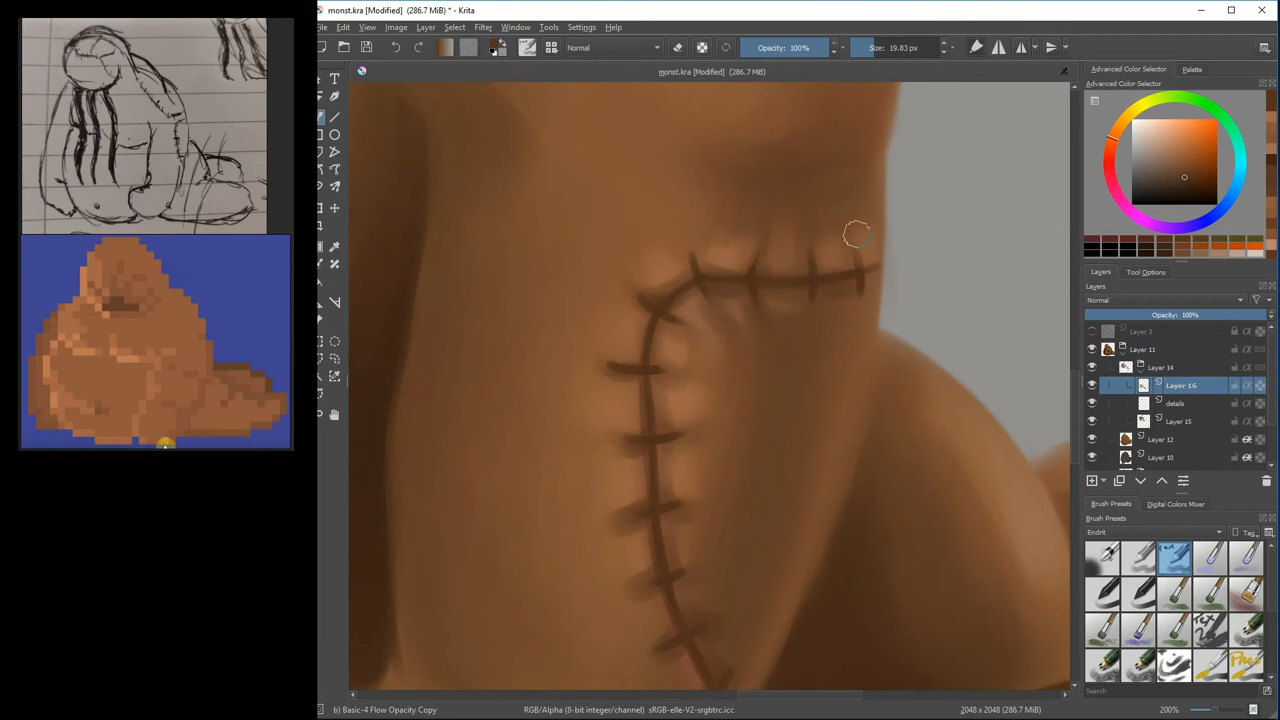 monst.kra [Modified] (286.7 MiB) * - Krita
File Edit View Image Layer Select Filter Window Tools Settings Help
Normal Opacity: 100% Size: 19.83 px
monst.kra [Modified] (286.7 MiB)
Advanced Color Selector Palette
Advanced Color Selector
Layers Tool Options
Layers
Normal
Opacity: 100%
Layer 3
Layer 11
Layer 14
Layer 16
details
Layer 15
Layer 12
Layer 10
Brush Presets Digital Colors Mixer
Brush Presets
Endrit Tag
Search
b) Basic-4 Flow Opacity Copy RGB/Alpha (8-bit integer/channel) sRGB-elle-V2-srgbtrc.icc 2048 x 2048 (286.7 MiB) 200%